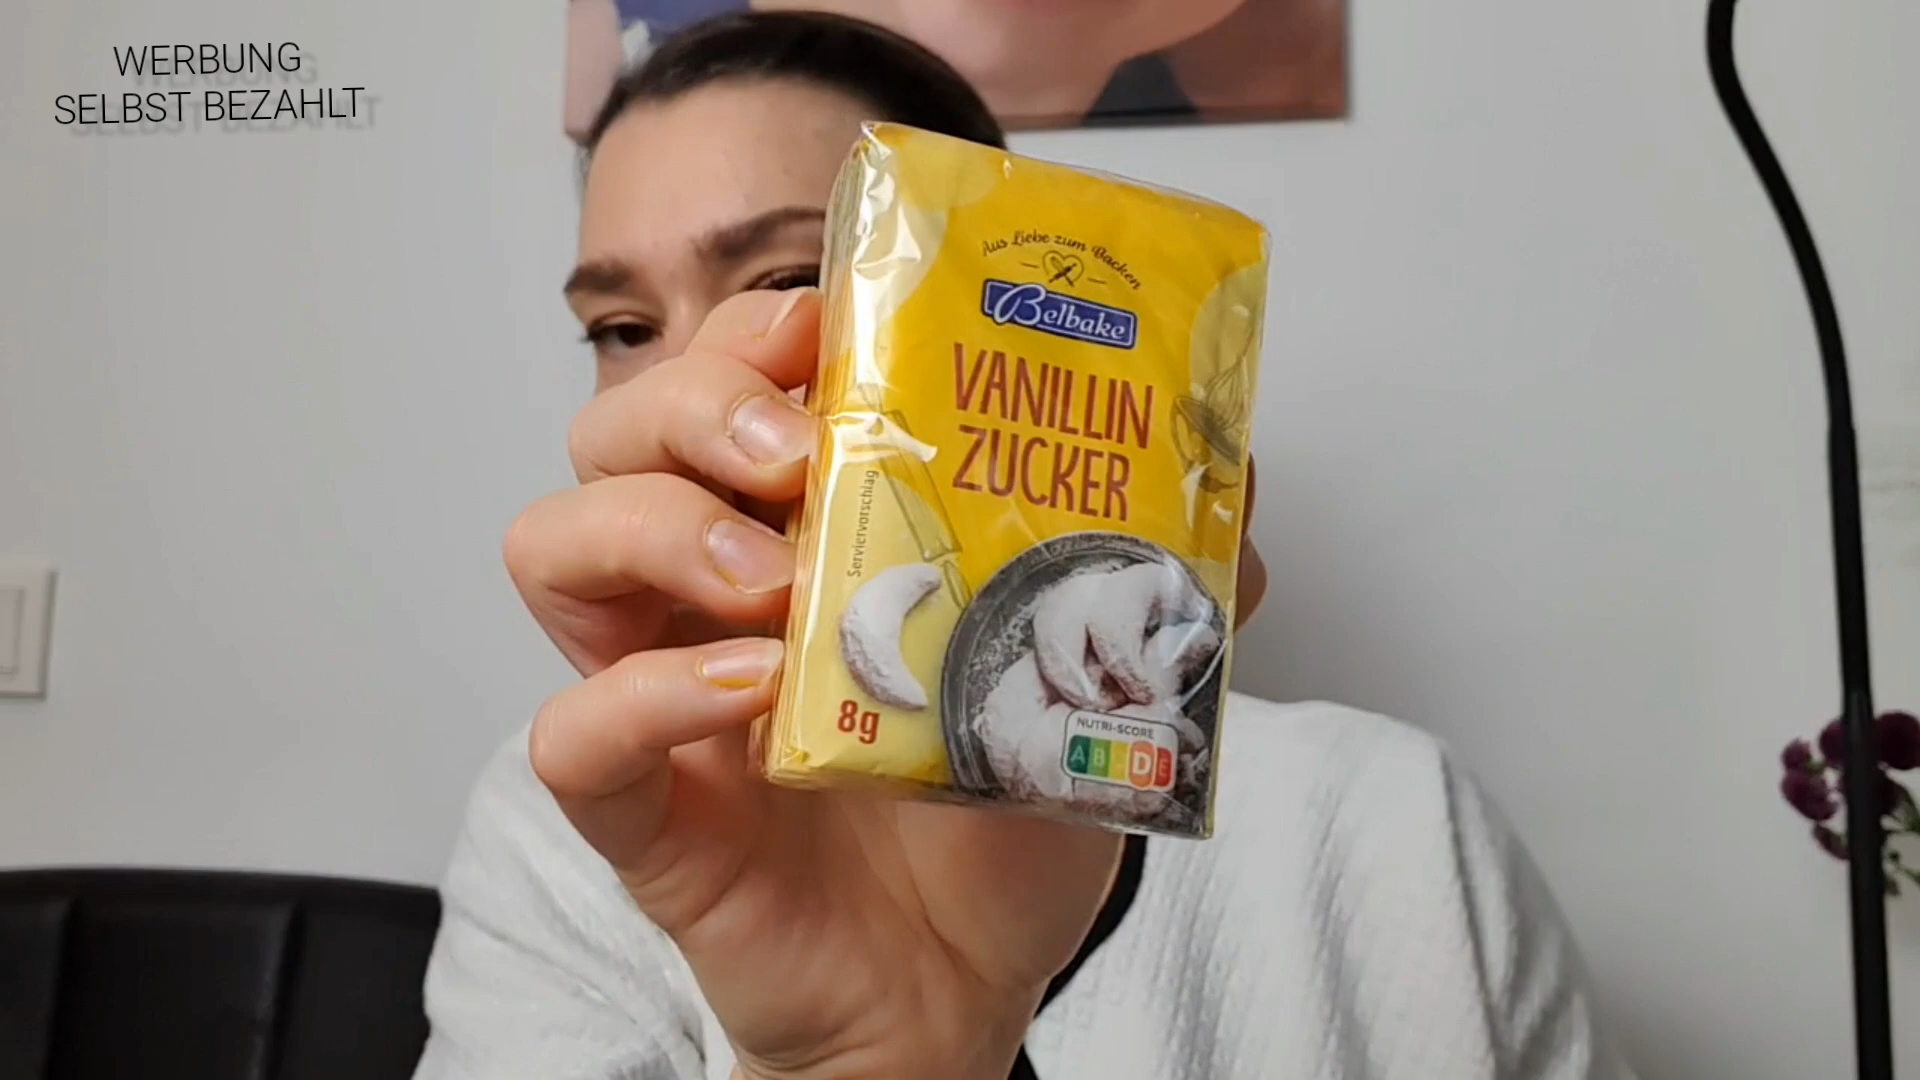 WERBUNG
SELBST BEZAHLT
Aus Liebe zum Backen
Belbake
VANILLIN
ZUCKER
Serviervorschlag
8g
NUTRI-SCORE
A B C D E